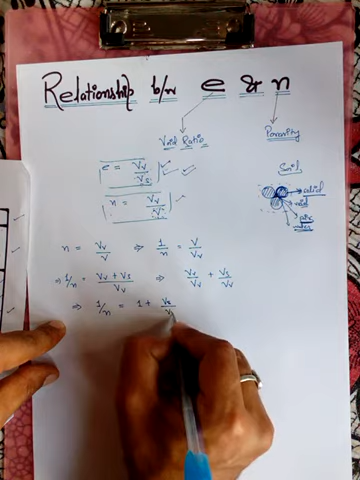 Relationship b/w e & n
Void Ratio
Porosity
e = Vv/Vs
n = Vv/V
Soil
solid
void
air
n = Vv/V ⇒ 1/n = V/Vv
⇒ 1/n = Vv + Vs/Vv ⇒ Vv/Vv + Vs/Vv
⇒ 1/n = 1 + Vs/V